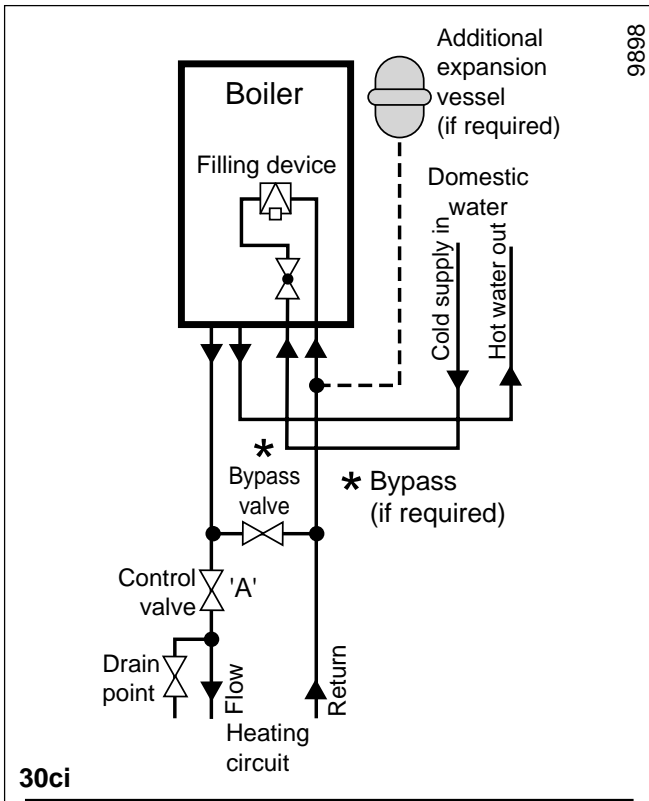 Additional
expansion
vessel
(if required)
9898
Boiler
Filling device
Domestic
water
Cold supply in
Hot water out
*
Bypass
valve
* Bypass
(if required)
Control
valve
'A'
Drain
point
Flow
Return
Heating
circuit
30ci